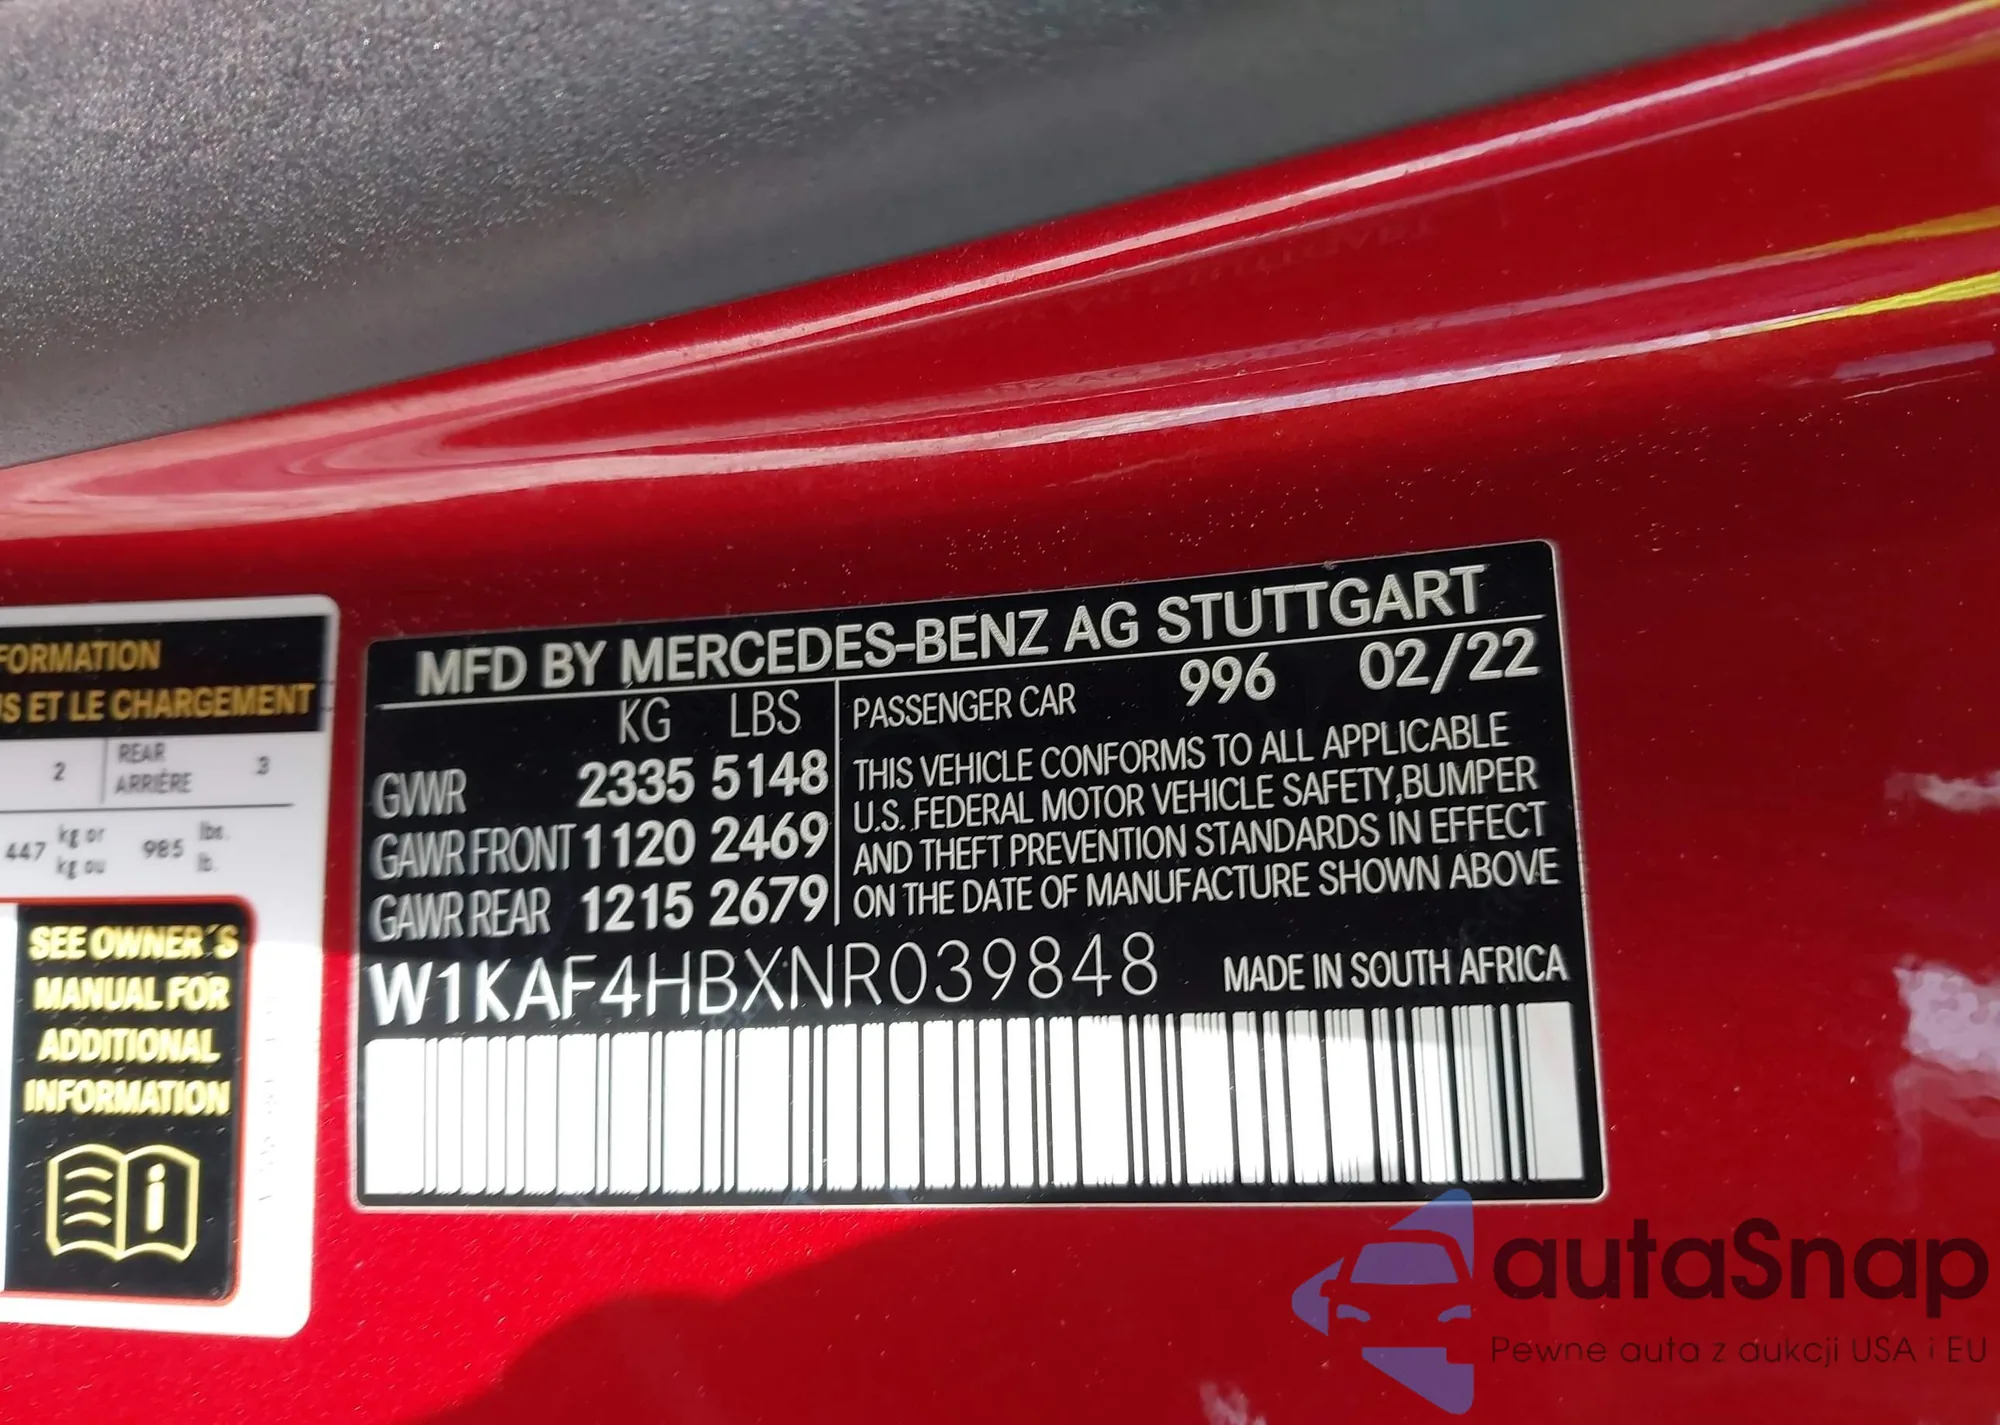 FORMATION
US ET LE CHARGEMENT
2 REAR ARRIÈRE 3
447 kg or kg ou 985 lbs. lb.
SEE OWNER´S
MANUAL FOR
ADDITIONAL
INFORMATION
MFD BY MERCEDES-BENZ AG STUTTGART
KG LBS
GVWR 2335 5148
GAWR FRONT 1120 2469
GAWR REAR 1215 2679
PASSENGER CAR 996 02/22
THIS VEHICLE CONFORMS TO ALL APPLICABLE
U.S. FEDERAL MOTOR VEHICLE SAFETY, BUMPER
AND THEFT PREVENTION STANDARDS IN EFFECT
ON THE DATE OF MANUFACTURE SHOWN ABOVE
W1KAF4HBXNR039848 MADE IN SOUTH AFRICA
autaSnap
Pewne auta z aukcji USA i EU